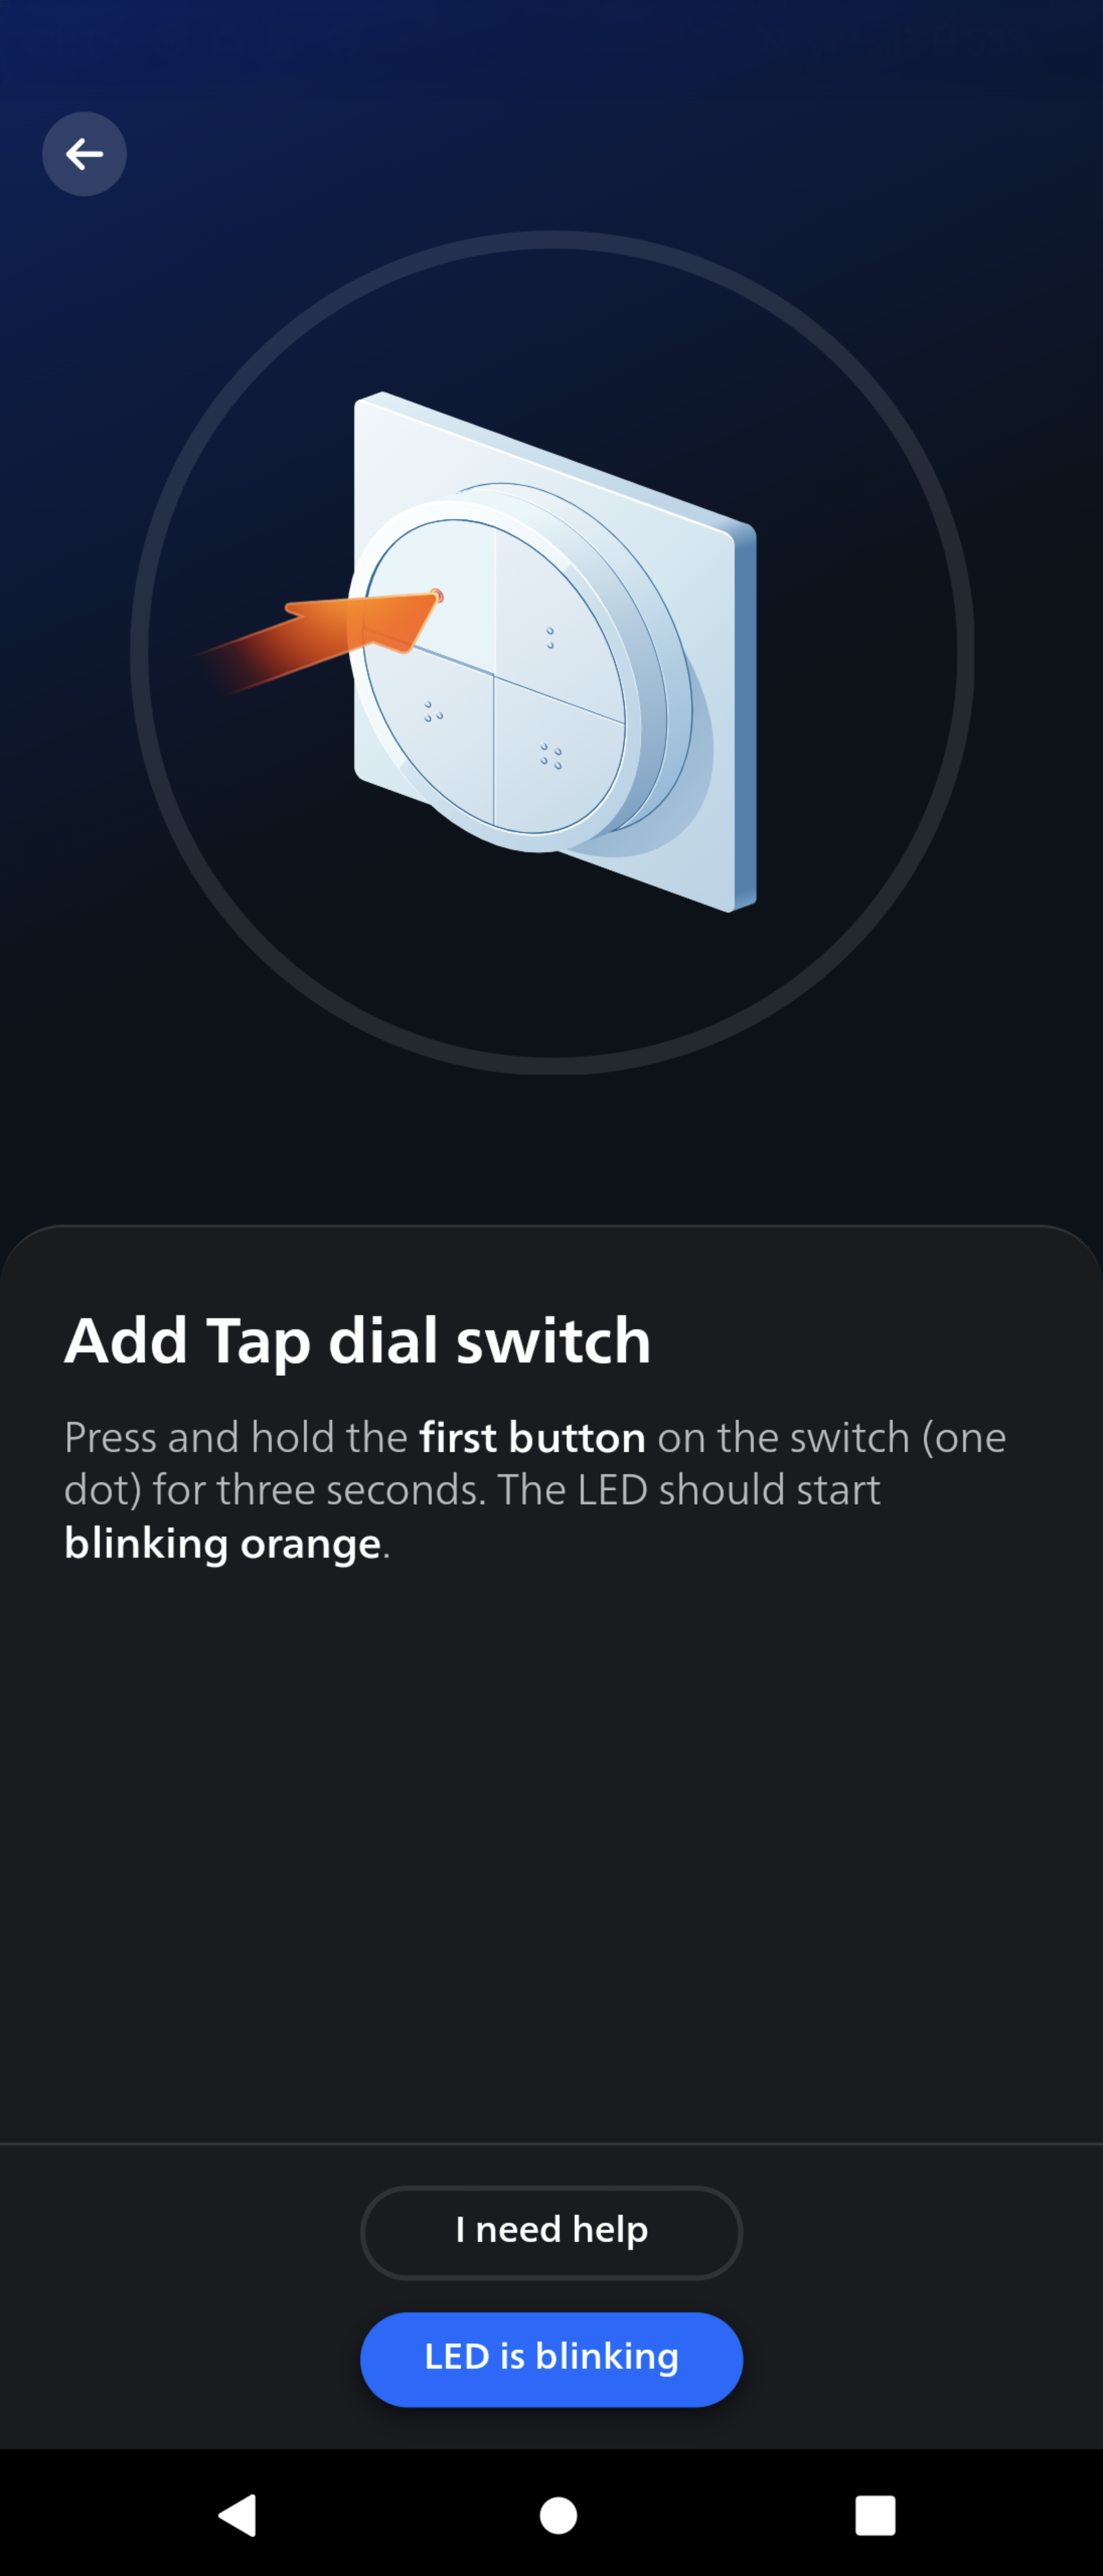 Add Tap dial switch
Press and hold the first button on the switch (one
dot) for three seconds. The LED should start
blinking orange.
I need help
LED is blinking